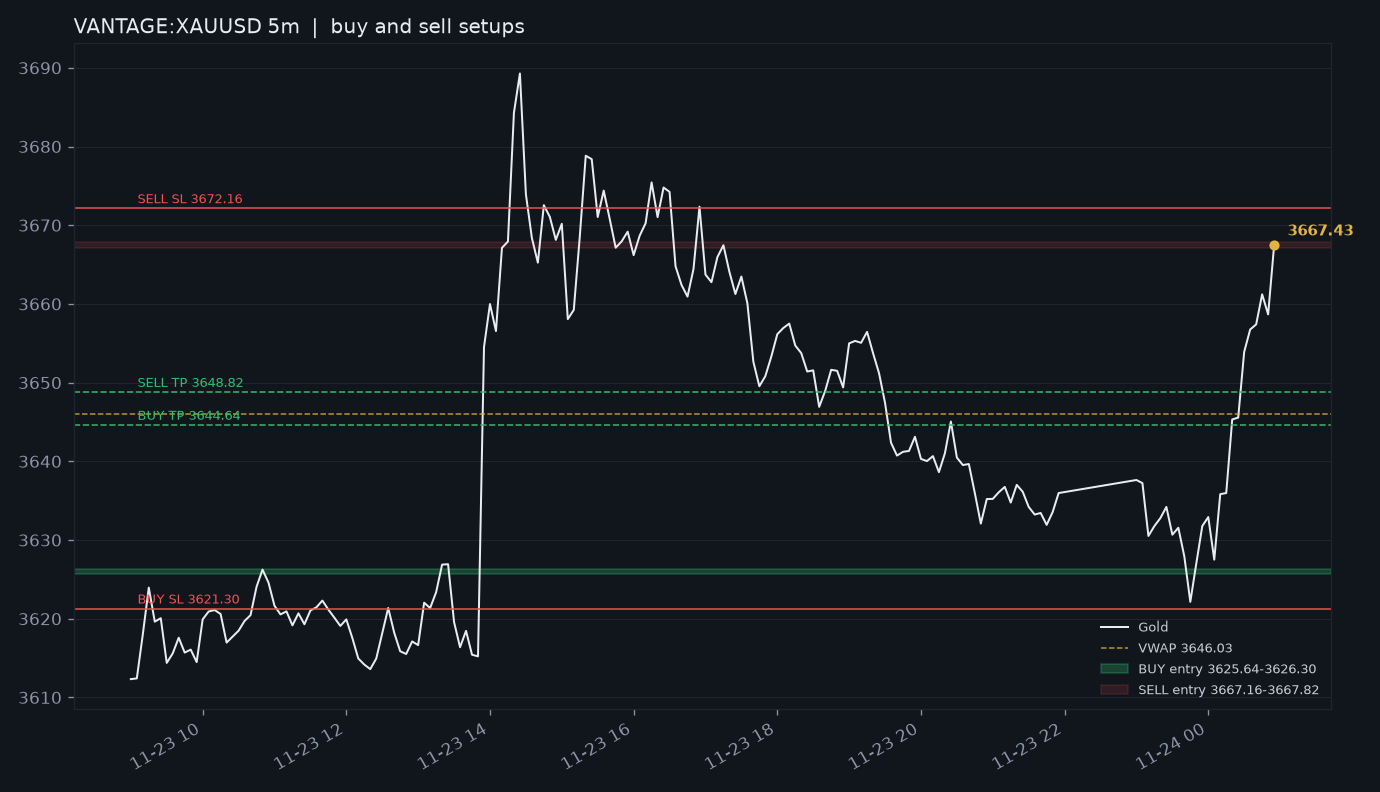 VANTAGE:XAUUSD 5m | buy and sell setups
3690
3680
3670
3660
3650
3640
3630
3620
3610
SELL SL 3672.16
3667.43
SELL TP 3648.82
BUY TP 3644.64
BUY SL 3621.30
Gold
VWAP 3646.03
BUY entry 3625.64-3626.30
SELL entry 3667.16-3667.82
11-23 10
11-23 12
11-23 14
11-23 16
11-23 18
11-23 20
11-23 22
11-24 00